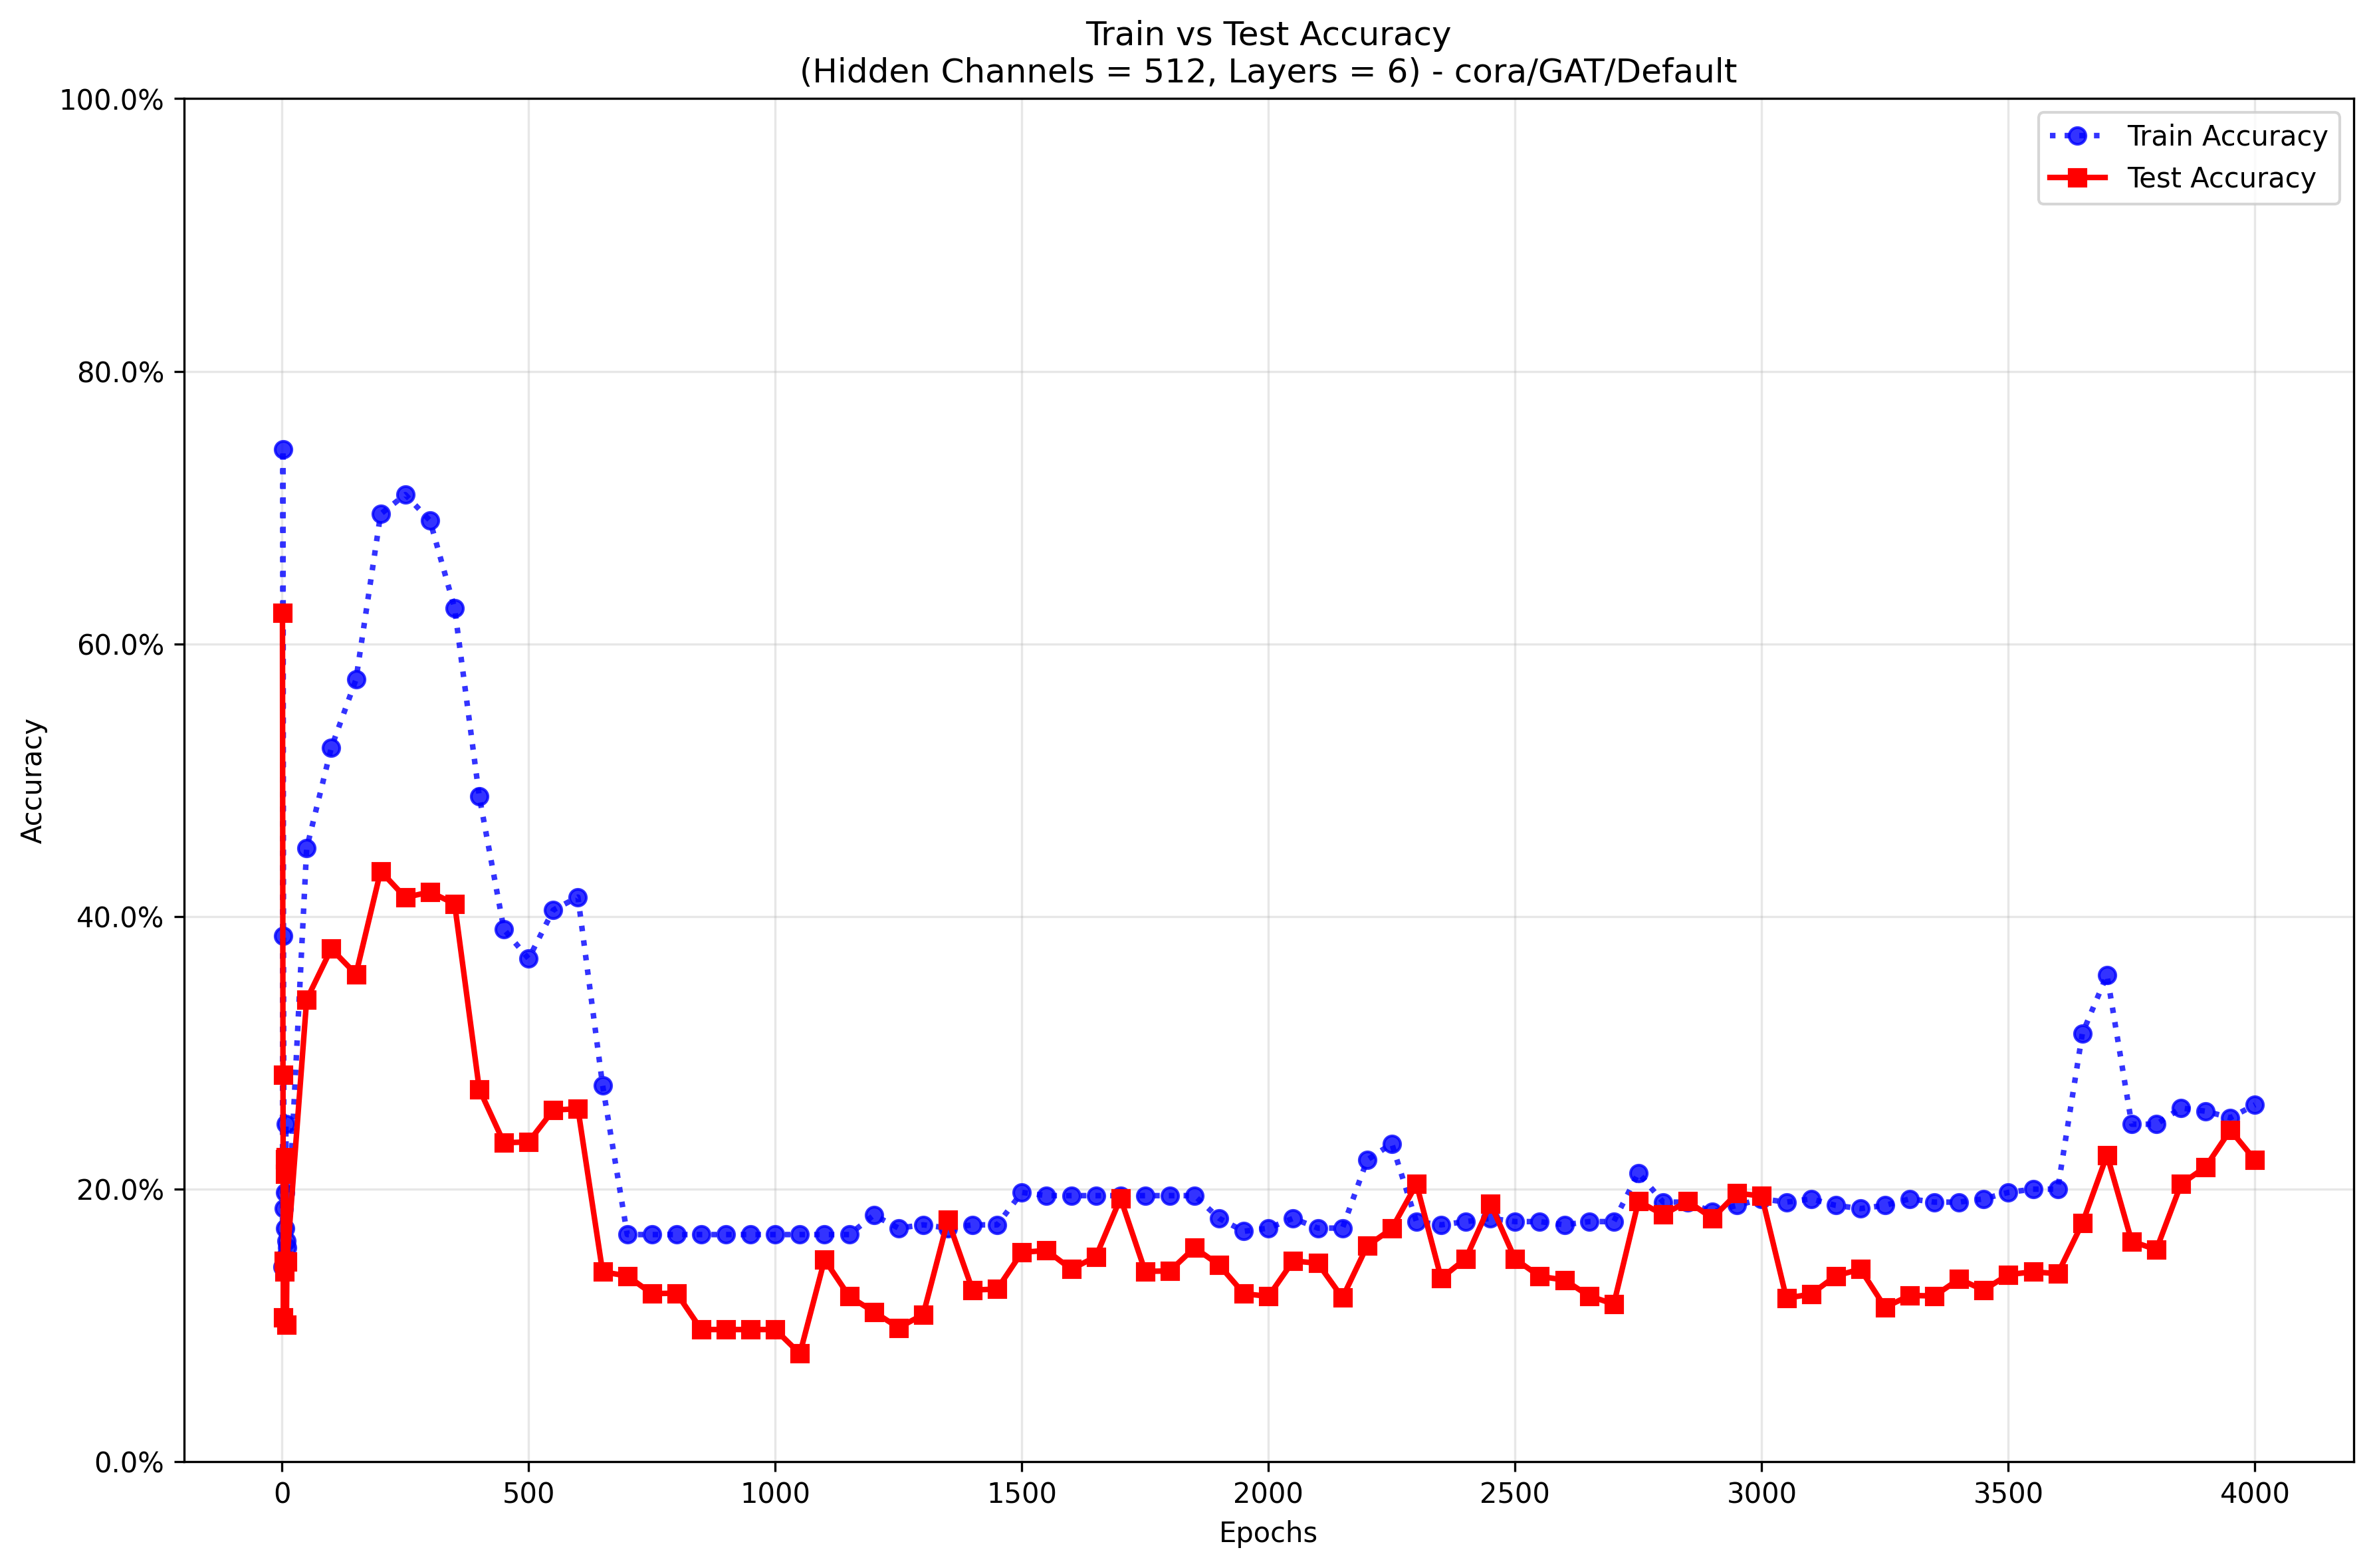 Train vs Test Accuracy
(Hidden Channels = 512, Layers = 6) - cora/GAT/Default
100.0%
80.0%
60.0%
40.0%
20.0%
0.0%
Accuracy
Train Accuracy
Test Accuracy
0 500 1000 1500 2000 2500 3000 3500 4000
Epochs